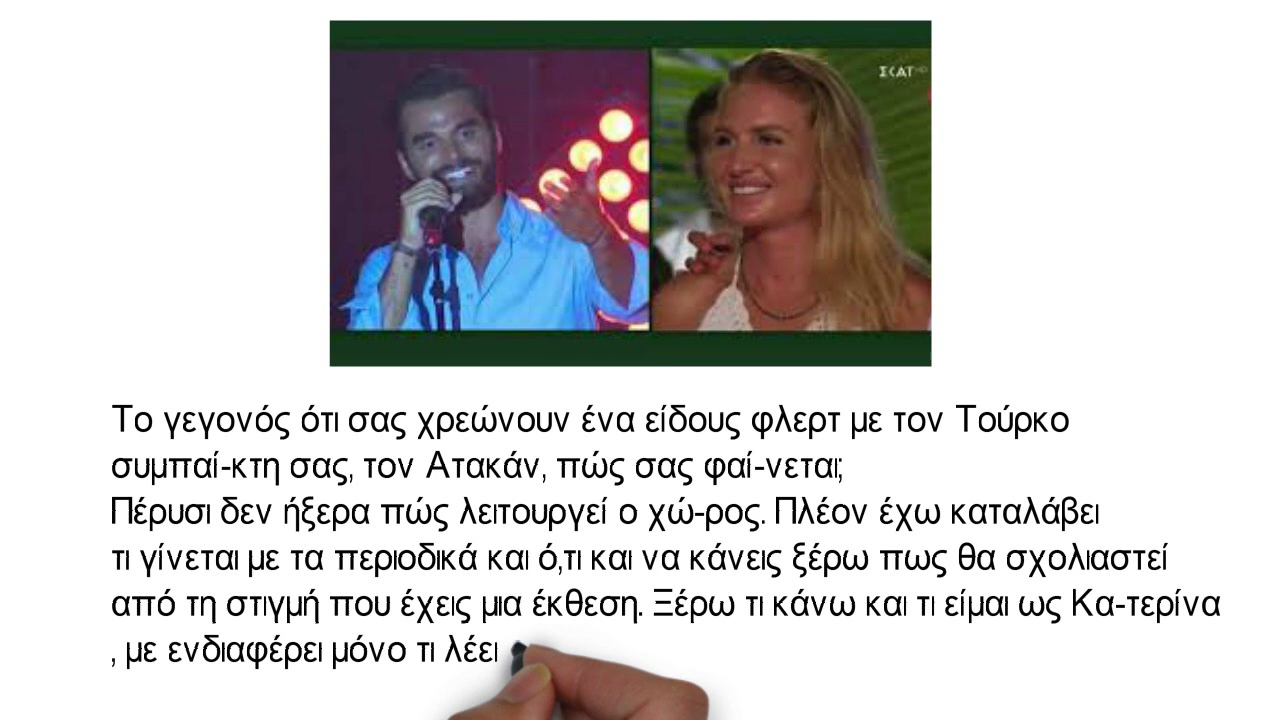 ΣΚΑΪ HD
Το γεγονός ότι σας χρεώνουν ένα είδους φλερτ με τον Τούρκο
συμπαί-κτη σας, τον Ατακάν, πώς σας φαί-νεται;
Πέρυσι δεν ήξερα πώς λειτουργεί ο χώ-ρος. Πλέον έχω καταλάβει
τι γίνεται με τα περιοδικά και ό,τι και να κάνεις ξέρω πως θα σχολιαστεί
από τη στιγμή που έχεις μια έκθεση. Ξέρω τι κάνω και τι είμαι ως Κα-τερίνα
, με ενδιαφέρει μόνο τι λέει